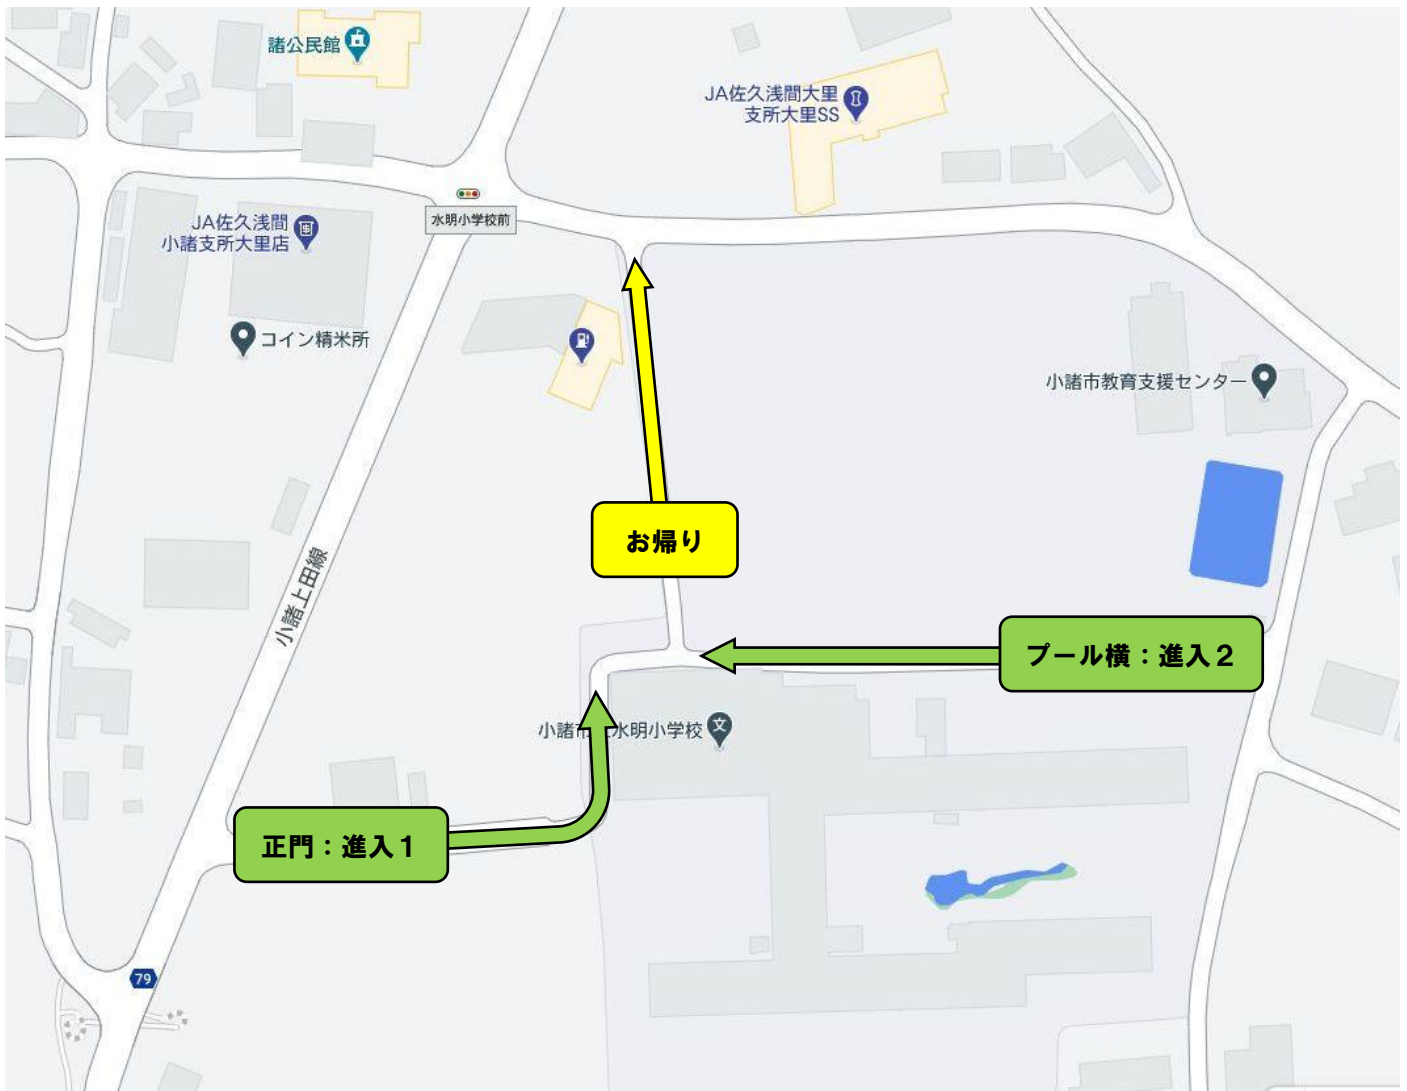 諸公民館
JA佐久浅間大里
支所大里SS
水明小学校前
JA佐久浅間
小諸支所大里店
コイン精米所
小諸市教育支援センター
お帰り
小諸上田線
プール横：進入２
小諸市 水明小学校
文
正門：進入１
79